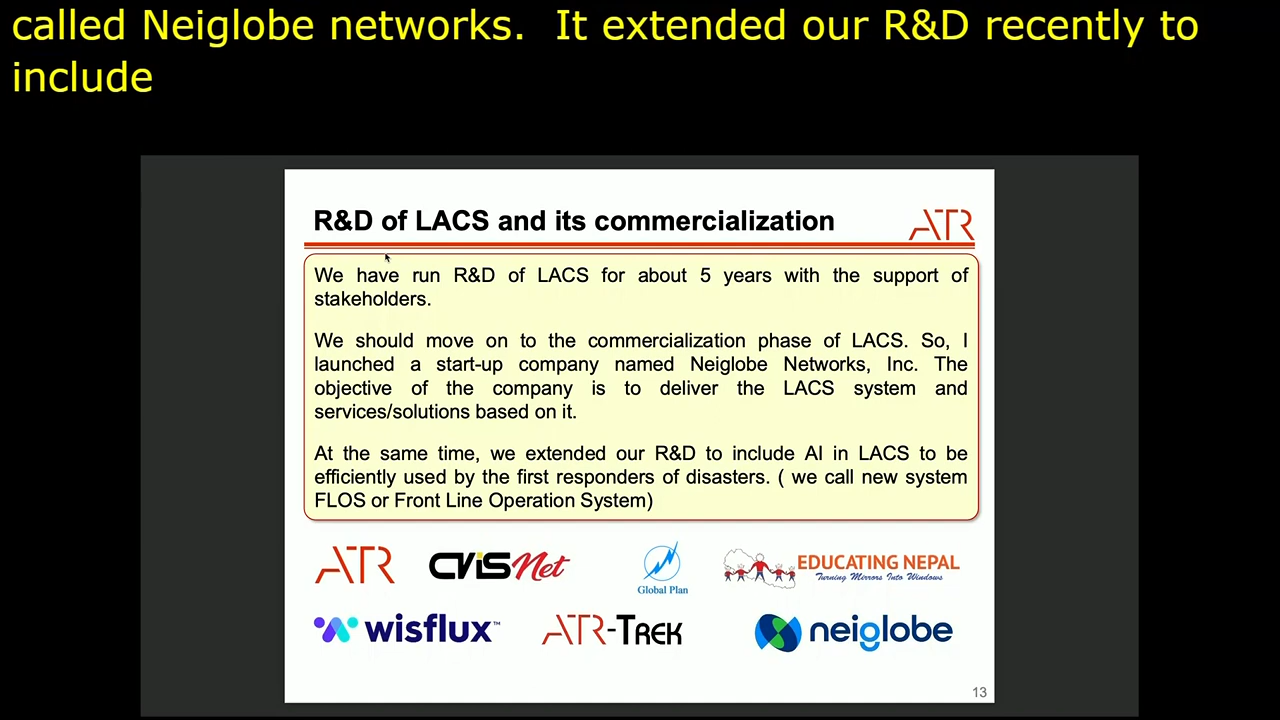 called Neiglobe networks.  It extended our R&D recently to
include
R&D of LACS and its commercialization
ATR
We have run R&D of LACS for about 5 years with the support of
stakeholders.
We should move on to the commercialization phase of LACS. So, I
launched a start-up company named Neiglobe Networks, Inc. The
objective of the company is to deliver the LACS system and
services/solutions based on it.
At the same time, we extended our R&D to include AI in LACS to be
efficiently used by the first responders of disasters. ( we call new system
FLOS or Front Line Operation System)
ATR
CViSNet
Global Plan
EDUCATING NEPAL
Turning Mirrors Into Windows
wisflux™
ATR-TREK
neiglobe
13